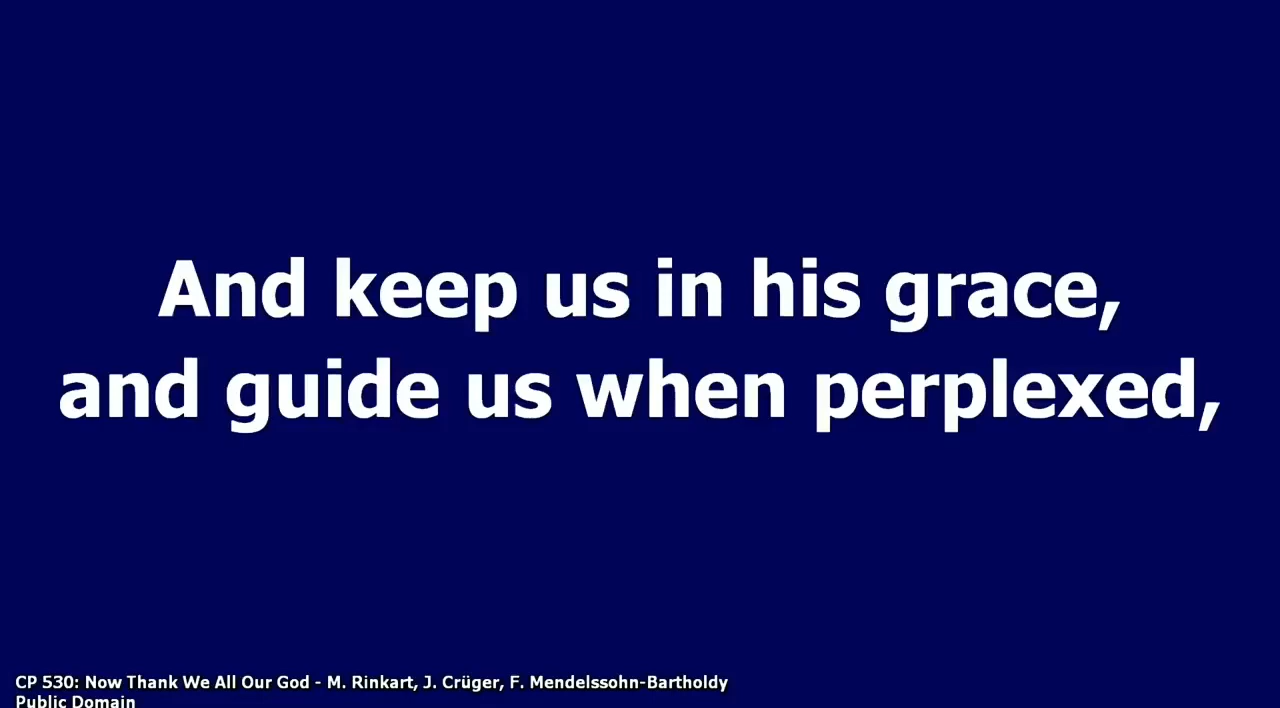 And keep us in his grace,
and guide us when perplexed,
CP 530: Now Thank We All Our God - M. Rinkart, J. Crüger, F. Mendelssohn-Bartholdy
Public Domain